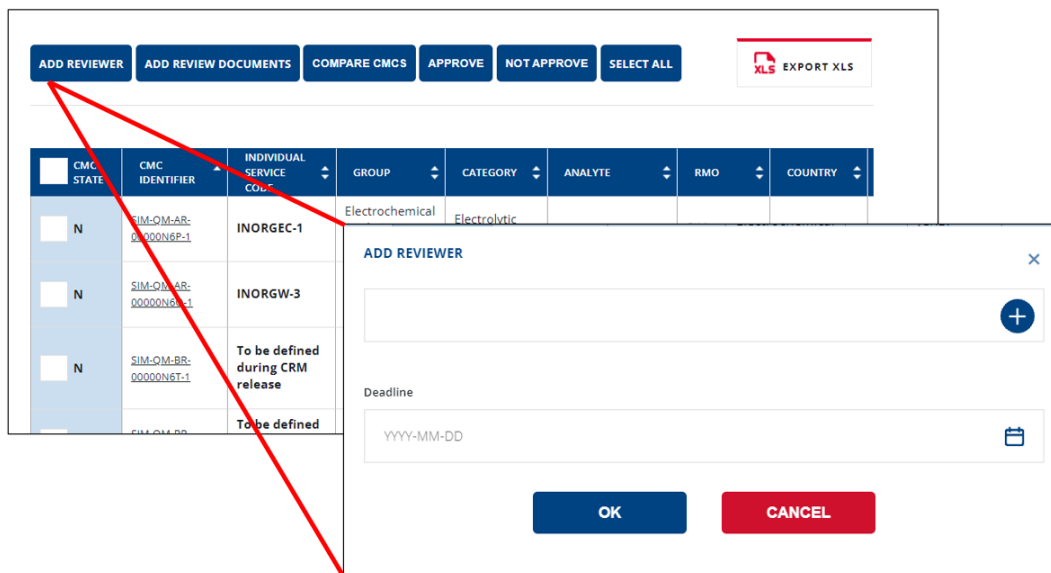 ADD REVIEWER
ADD REVIEW DOCUMENTS
COMPARE CMCS
APPROVE
NOT APPROVE
SELECT ALL
XLS EXPORT XLS
CMC
STATE
CMC
IDENTIFIER
INDIVIDUAL
SERVICE
CODE
GROUP
CATEGORY
ANALYTE
RMO
COUNTRY
N
SIM-QM-AR-
00000N6P-1
INORGEC-1
Electrochemical
Electrolytic
N
SIM-QM-AR-
INORGW-3
N
SIM-QM-BR-
00000N6T-1
To be defined
during CRM
release
To be defined
ADD REVIEWER
Deadline
YYYY-MM-DD
OK
CANCEL